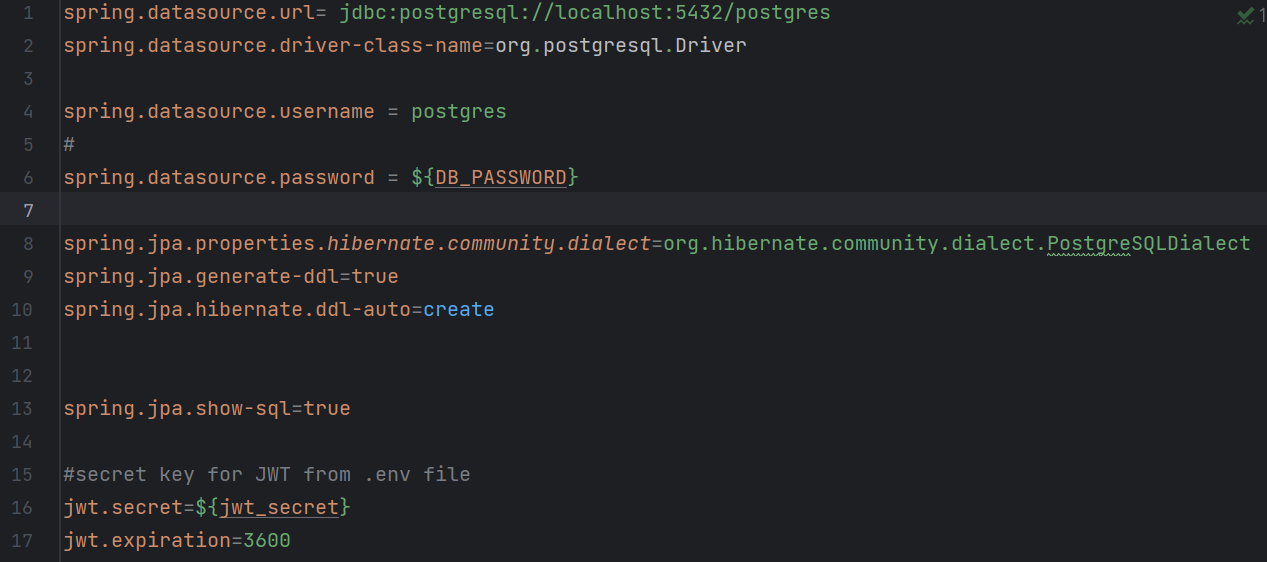 1 spring.datasource.url= jdbc:postgresql://localhost:5432/postgres 1
2 spring.datasource.driver-class-name=org.postgresql.Driver
3
4 spring.datasource.username = postgres
5 #
6 spring.datasource.password = ${DB_PASSWORD}
7
8 spring.jpa.properties.hibernate.community.dialect=org.hibernate.community.dialect.PostgreSQLDialect
9 spring.jpa.generate-ddl=true
10 spring.jpa.hibernate.ddl-auto=create
11
12
13 spring.jpa.show-sql=true
14
15 #secret key for JWT from .env file
16 jwt.secret=${jwt_secret}
17 jwt.expiration=3600